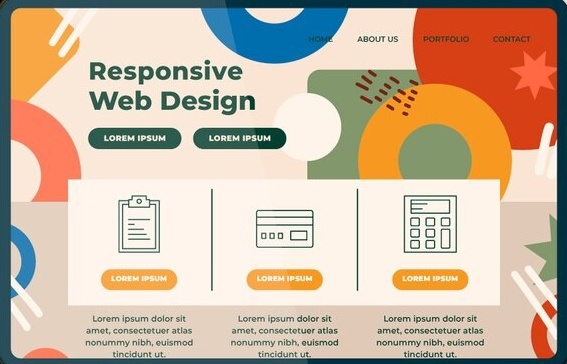 HOME ABOUT US PORTFOLIO CONTACT
Responsive
Web Design
LOREM IPSUM LOREM IPSUM
LOREM IPSUM LOREM IPSUM LOREM IPSUM
Lorem ipsum dolor sit
amet, consectetuer atlas
nonummy nibh, euismod
tincidunt ut.
Lorem ipsum dolor sit
amet, consectetuer atlas
nonummy nibh, euismod
tincidunt ut.
Lorem ipsum dolor sit
amet, consectetuer atlas
nonummy nibh, euismod
tincidunt ut.